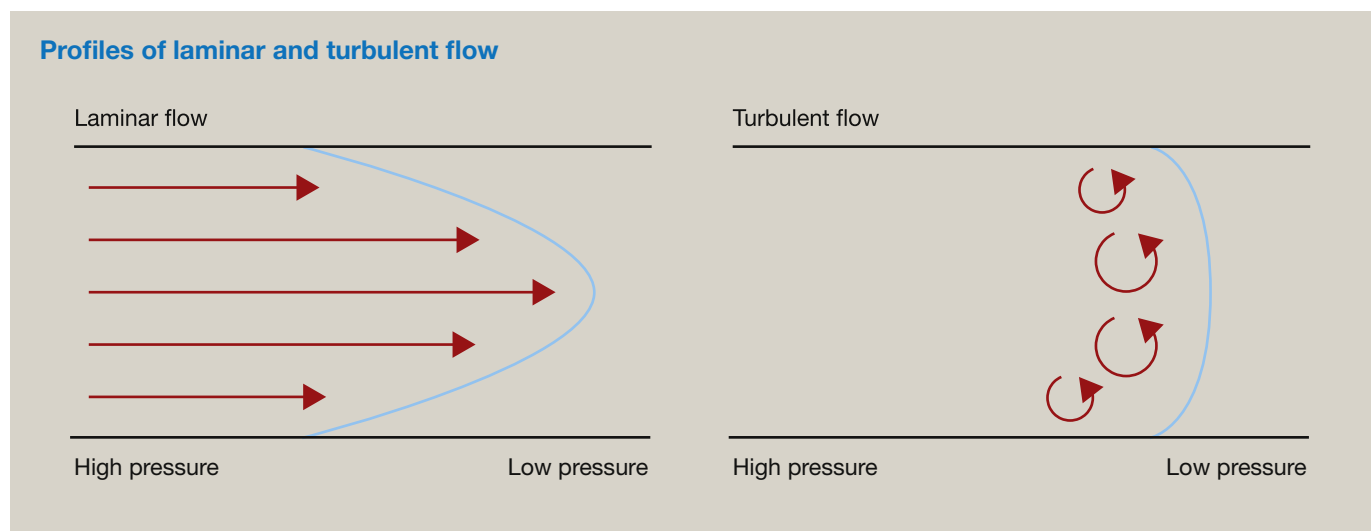 Profiles of laminar and turbulent flow
Laminar flow
Turbulent flow
High pressure
Low pressure
High pressure
Low pressure